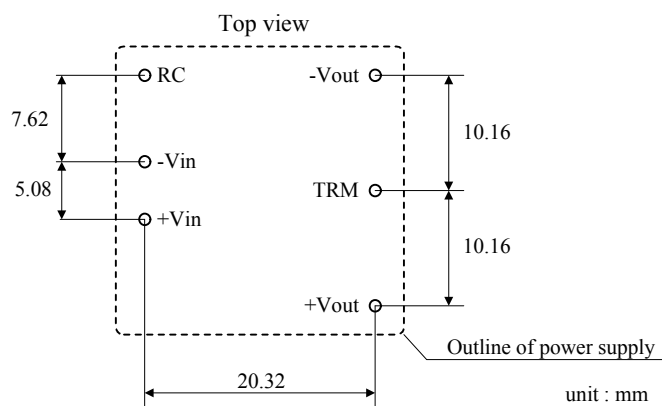 Top view
RC
-Vout
7.62
10.16
-Vin
5.08
TRM
+Vin
10.16
+Vout
Outline of power supply
20.32
unit : mm